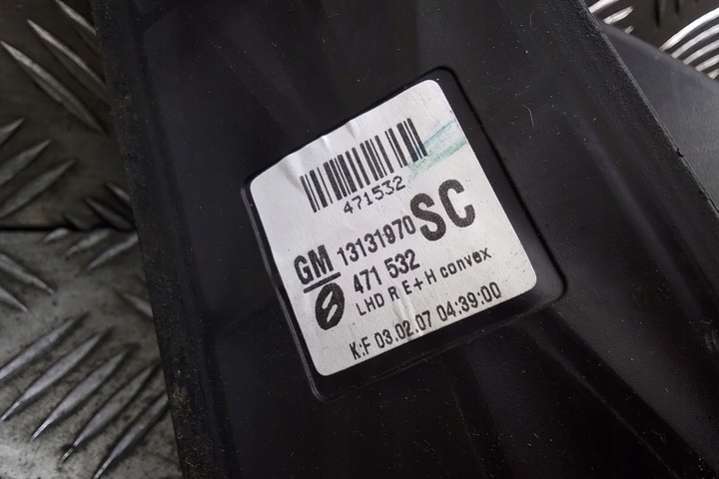 471532
GM 13131970 SC
471 532
LHD R E+H convex
K:F 03.02.07 04:39:00